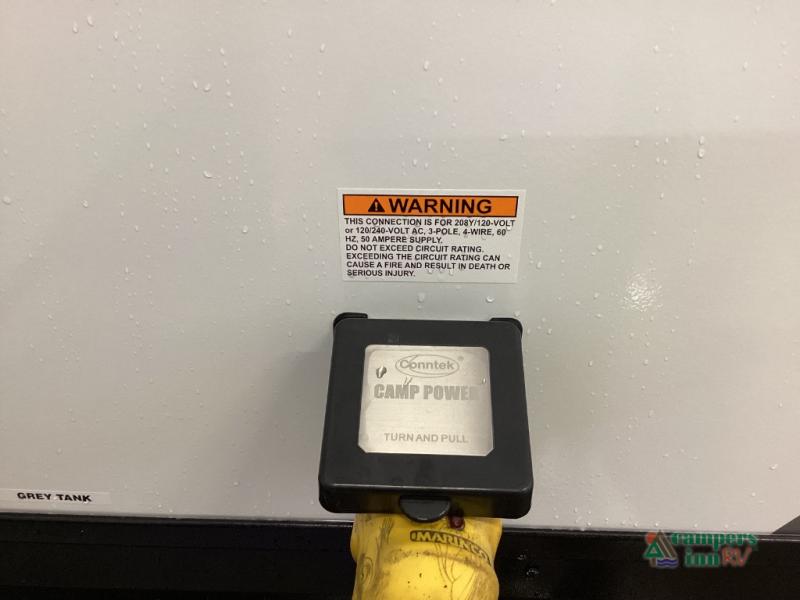 WARNING
THIS CONNECTION IS FOR 208Y/120-VOLT
or 120/240-VOLT AC, 3-POLE, 4-WIRE, 60
HZ, 50 AMPERE SUPPLY.
DO NOT EXCEED CIRCUIT RATING.
EXCEEDING THE CIRCUIT RATING CAN
CAUSE A FIRE AND RESULT IN DEATH OR
SERIOUS INJURY.
Conntek®
CAMP POWER
TURN AND PULL
GREY TANK
MARINCO
campers
inn RV